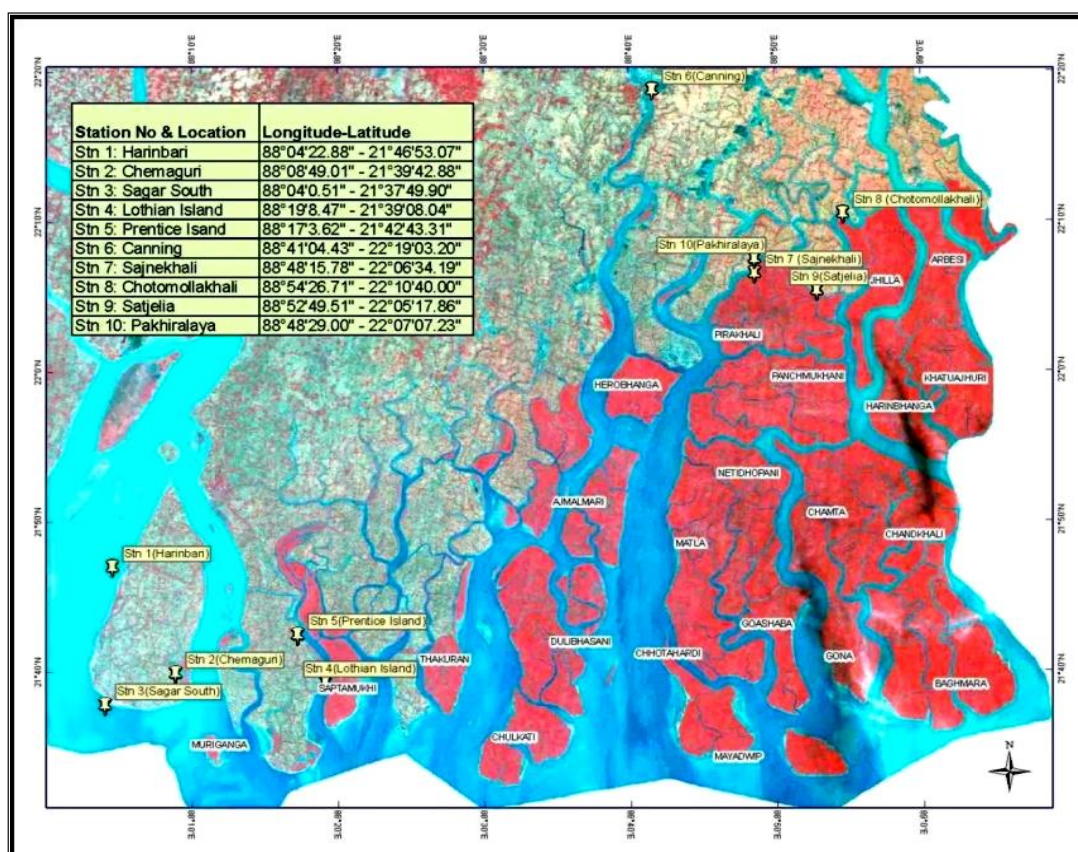 88°10'E
88°20'E
88°30'E
88°40'E
88°50'E
89°0'E
22°20'N
22°20'N
Stn 6(Canning)
Station No & Location Longitude-Latitude
Stn 1: Harinbari 88°04'22.88" - 21°46'53.07"
Stn 2: Chemaguri 88°08'49.01" - 21°39'42.88"
Stn 3: Sagar South 88°04'0.51" - 21°37'49.90"
Stn 4: Lothian Island 88°19'8.47" - 21°39'08.04"
Stn 5: Prentice Isand 88°17'3.62" - 21°42'43.31"
Stn 6: Canning 88°41'04.43" - 22°19'03.20"
Stn 7: Sajnekhali 88°48'15.78" - 22°06'34.19"
Stn 8: Chotomollakhali 88°54'26.71" - 22°10'40.00"
Stn 9: Satjelia 88°52'49.51" - 22°05'17.86"
Stn 10: Pakhiralaya 88°48'29.00" - 22°07'07.23"
Stn 8 (Chotomollakhali)
22°10'N
22°10'N
Stn 10(Pakhiralaya)
Stn 7 (Sajnekhali)
ARBESI
Stn 9(Satjelia)
JHILLA
PIRAKHALI
22°0'N
22°0'N
HEROBHANGA
PANCHMUKHANI
KHATUAJHURI
HARINBHANGA
NETIDHOPANI
AJMALMARI
CHAMTA
21°50'N
21°50'N
CHANDKHALI
MATLA
Stn 1(Harinbari)
Stn 5(Prentice Island)
GOASHABA
DULIBHASANI
Stn 2(Chemaguri)
THAKURAN
GONA
21°40'N
21°40'N
Stn 4(Lothian Island)
CHHOTAHARDI
SAPTAMUKHI
BAGHMARA
Stn 3(Sagar South)
CHULKATI
MURIGANGA
MAYADWIP
N
88°10'E
88°20'E
88°30'E
88°40'E
88°50'E
89°0'E